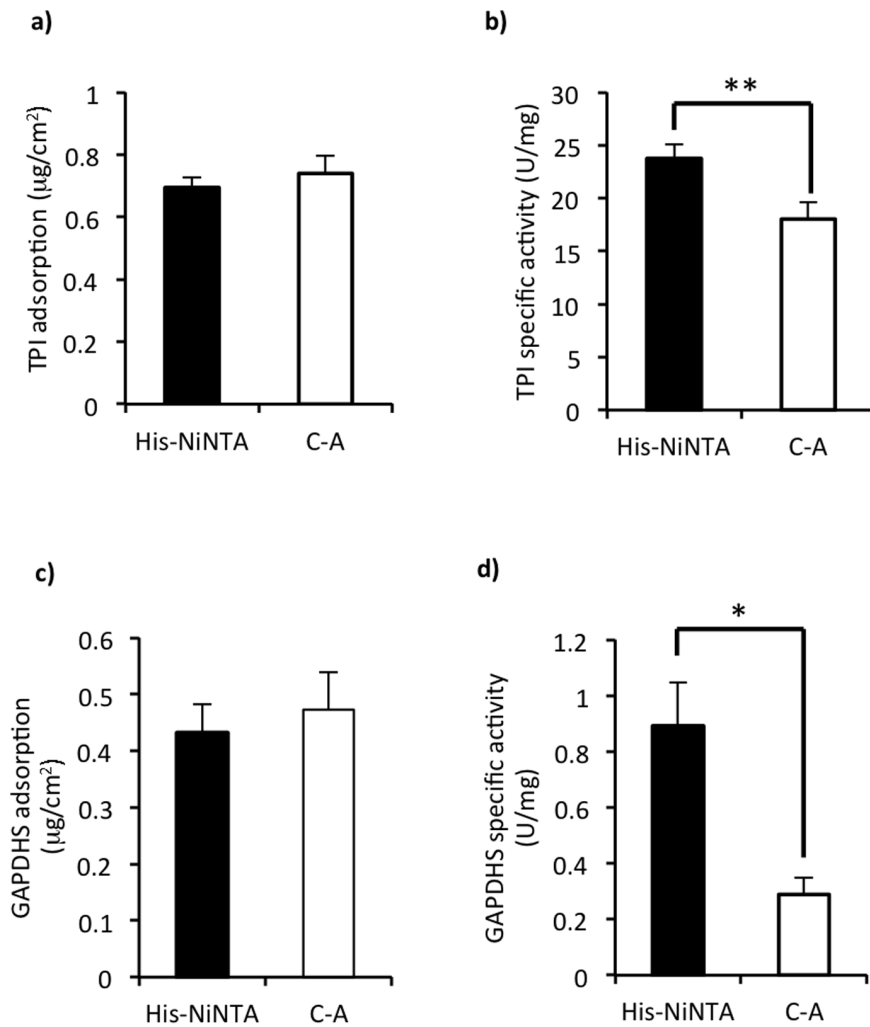 a)
TPI adsorption (µg/cm²)
1
0.8
0.6
0.4
0.2
0
His-NiNTA C-A
b)
TPI specific activity (U/mg)
30
25
20
15
10
5
0
**
His-NiNTA C-A
c)
GAPDHS adsorption
(µg/cm²)
0.6
0.5
0.4
0.3
0.2
0.1
0
His-NiNTA C-A
d)
GAPDHS specific activity
(U/mg)
1.2
1
0.8
0.6
0.4
0.2
0
*
His-NiNTA C-A